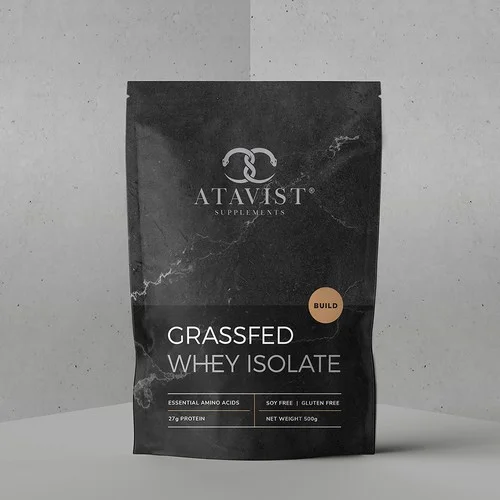 ATAVIST®
SUPPLEMENTS
BUILD
GRASSFED
WHEY ISOLATE
ESSENTIAL AMINO ACIDS
SOY FREE | GLUTEN FREE
27g PROTEIN
NET WEIGHT 500g